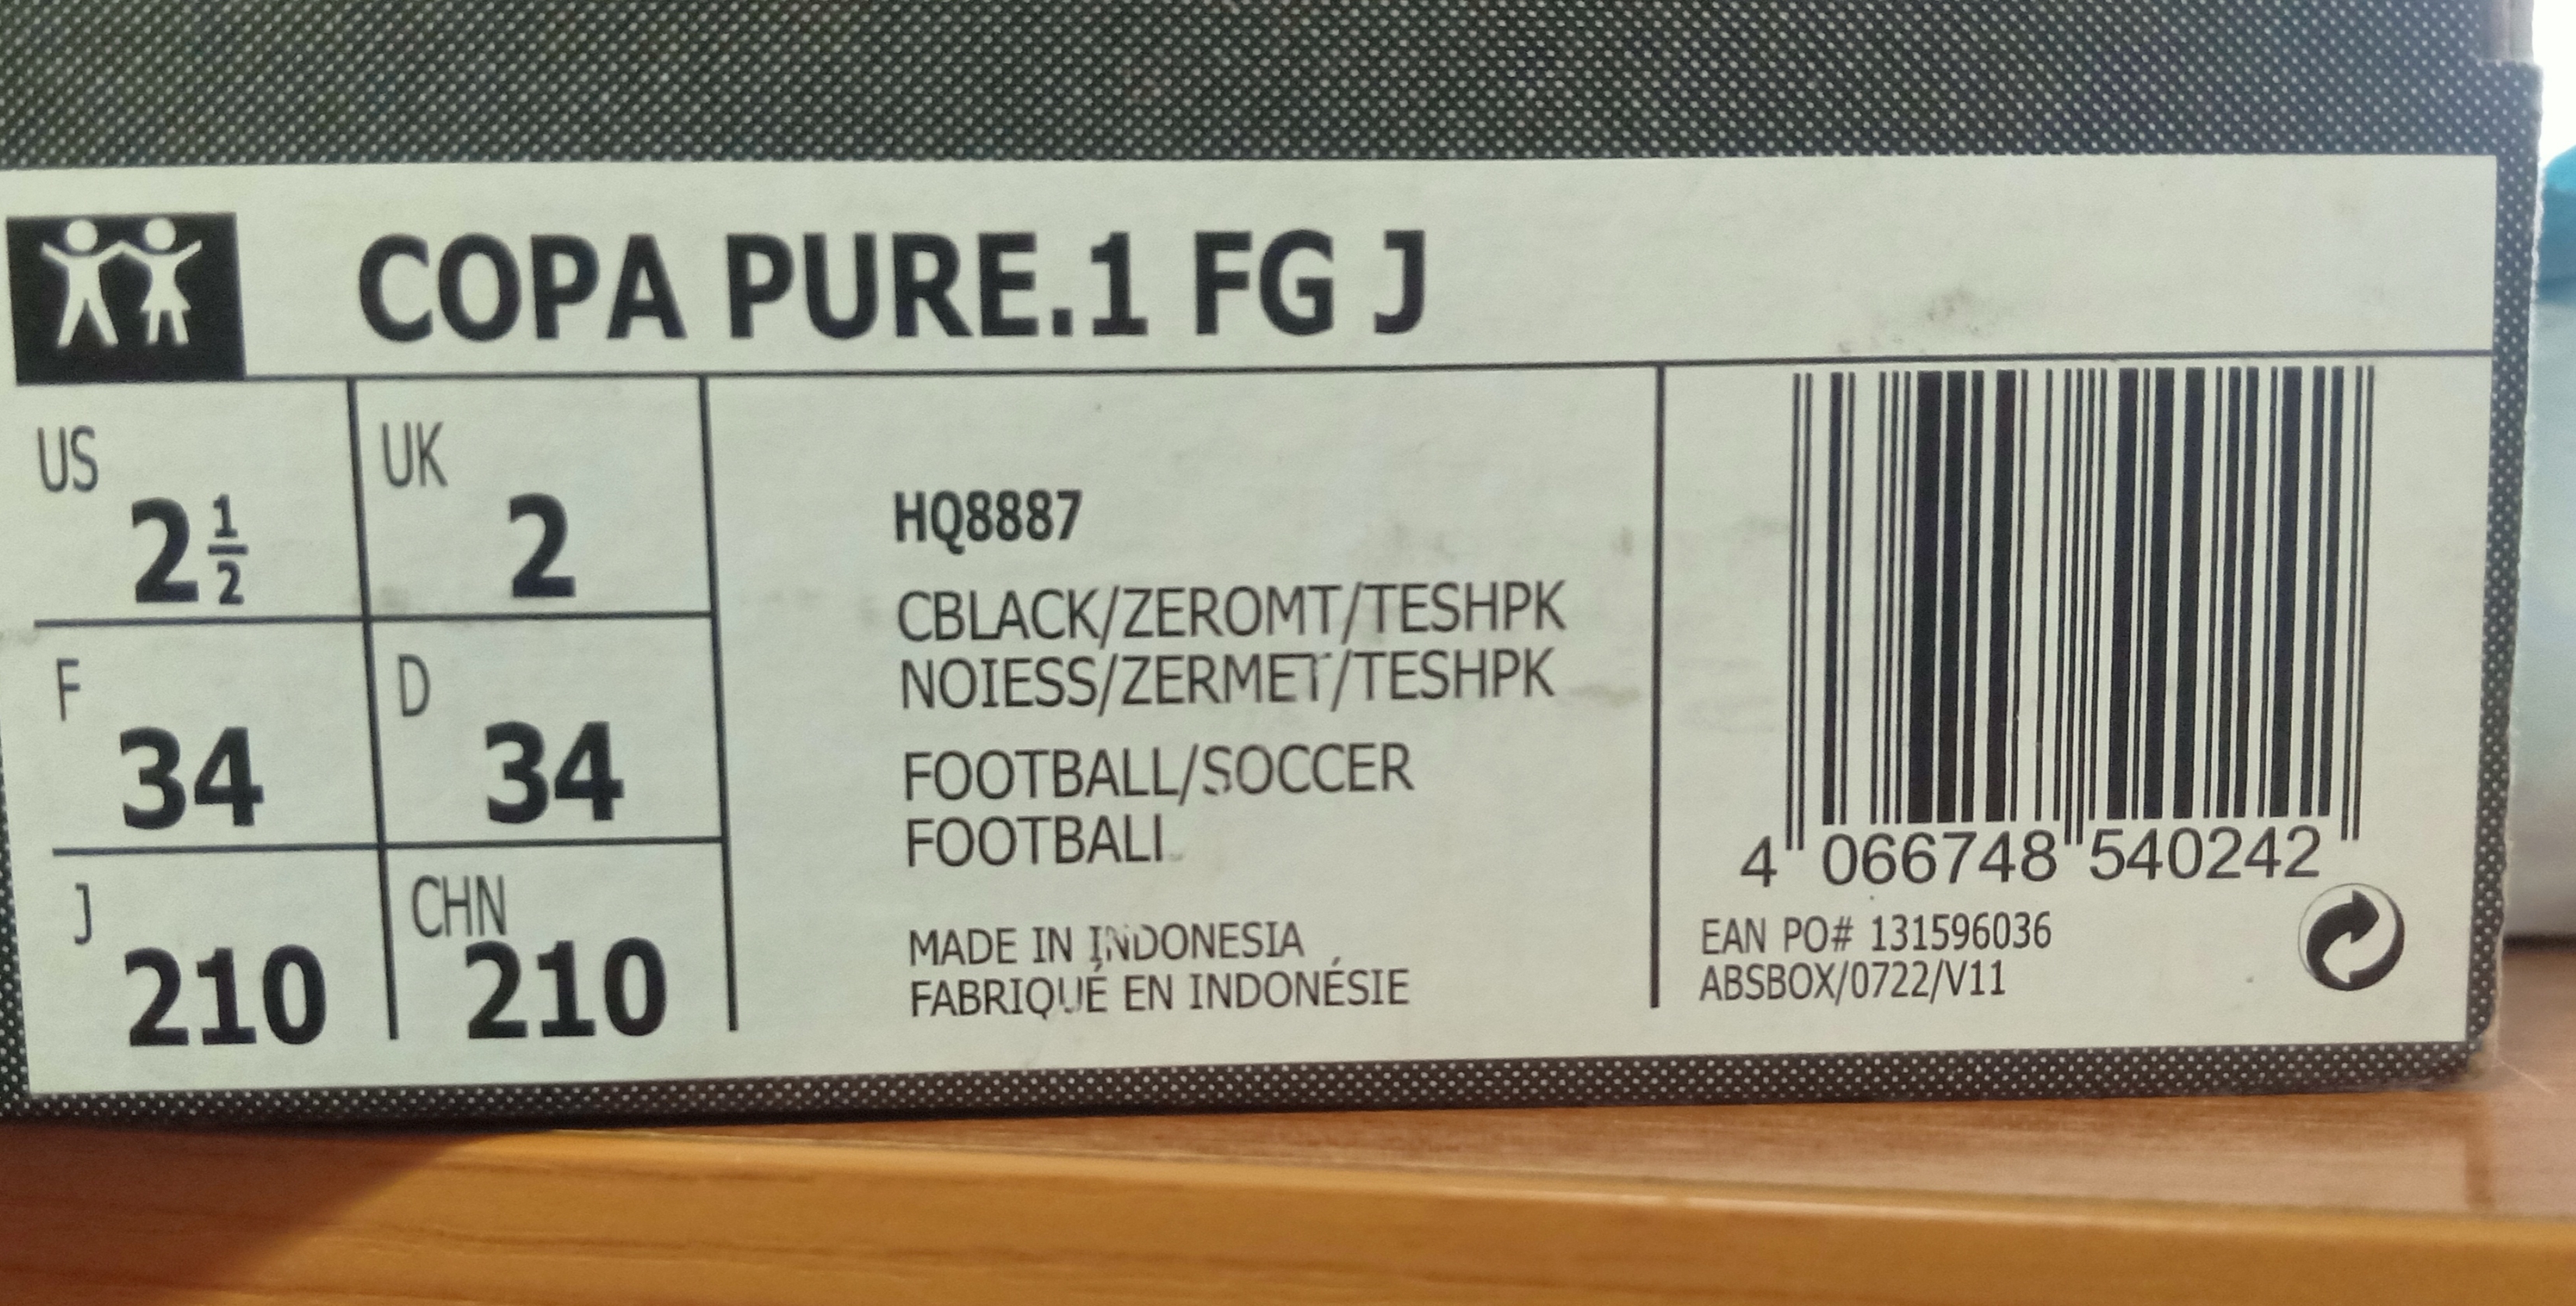 COPA PURE.1 FG J
US 2 1/2
UK 2
F 34
D 34
J 210
CHN 210
HQ8887
CBLACK/ZEROMT/TESHPK
NOIESS/ZERMET/TESHPK
FOOTBALL/SOCCER
FOOTBALL
MADE IN INDONESIA
FABRIQUÉ EN INDONÉSIE
4 066748 540242
EAN PO# 131596036
ABSBOX/0722/V11